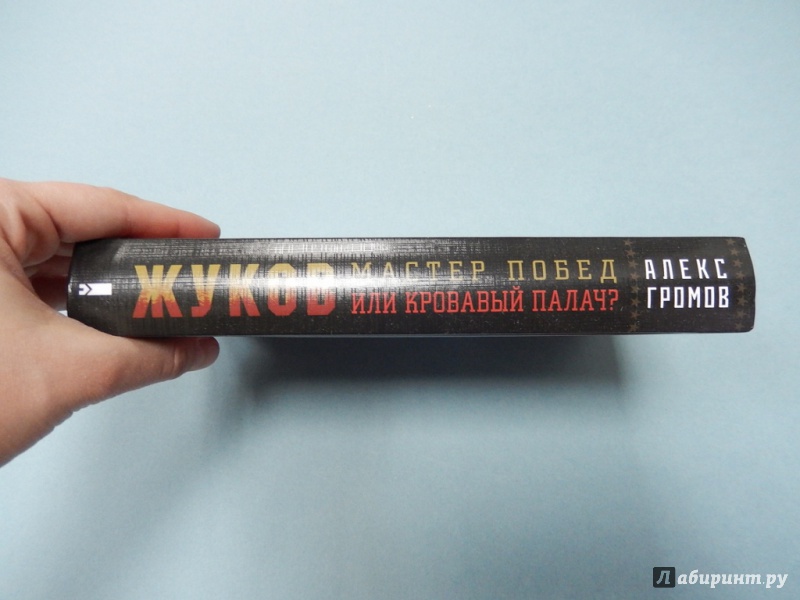 ЖУКОВ
МАСТЕР ПОБЕД
ИЛИ КРОВАВЫЙ ПАЛАЧ?
АЛЕКС
ГРОМОВ
Лабиринт.ру